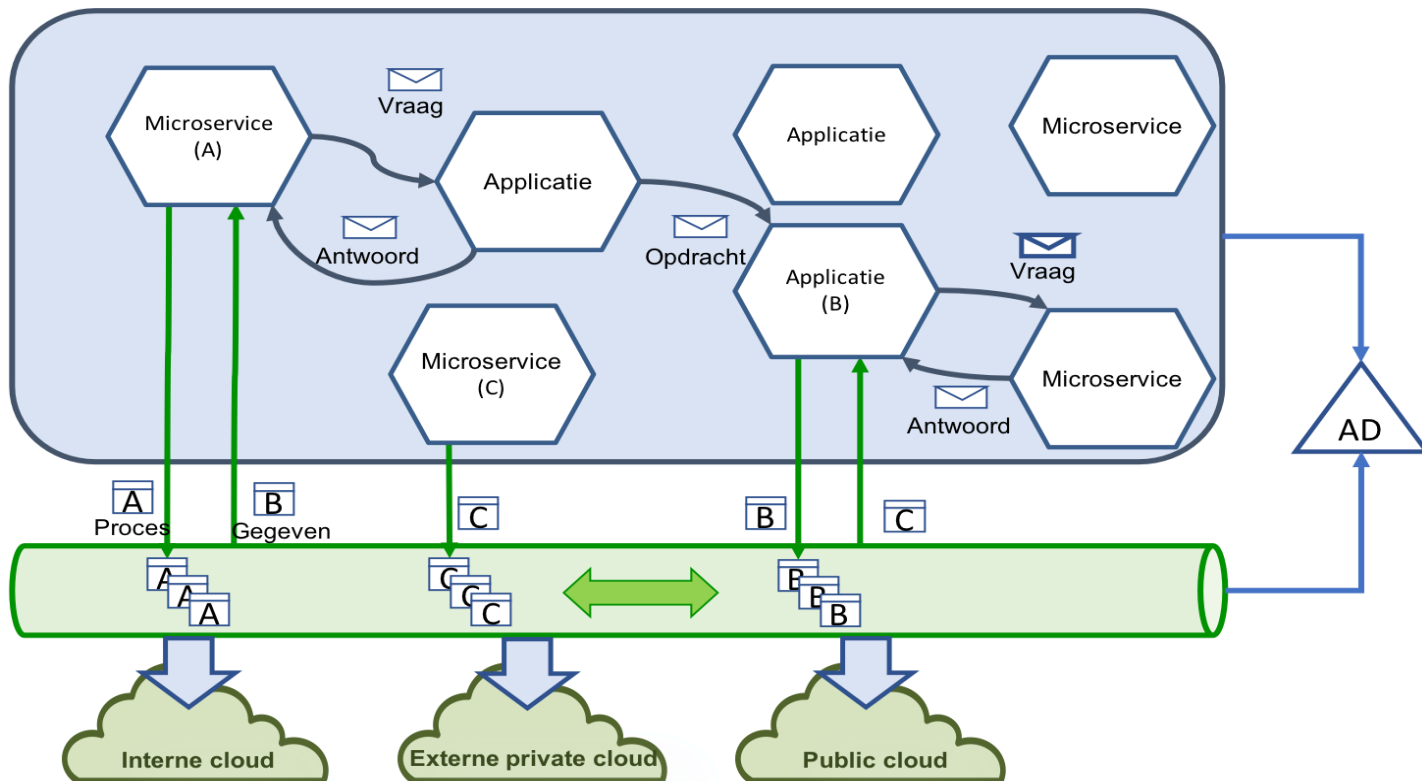 Vraag
Microservice
(A)
Applicatie
Applicatie
Microservice
Antwoord
Opdracht
Applicatie
(B)
Vraag
Microservice
(C)
Microservice
Antwoord
AD
A
Proces
B
Gegeven
C
B
C
A
A
A
C
C
C
B
B
B
Interne cloud
Externe private cloud
Public cloud